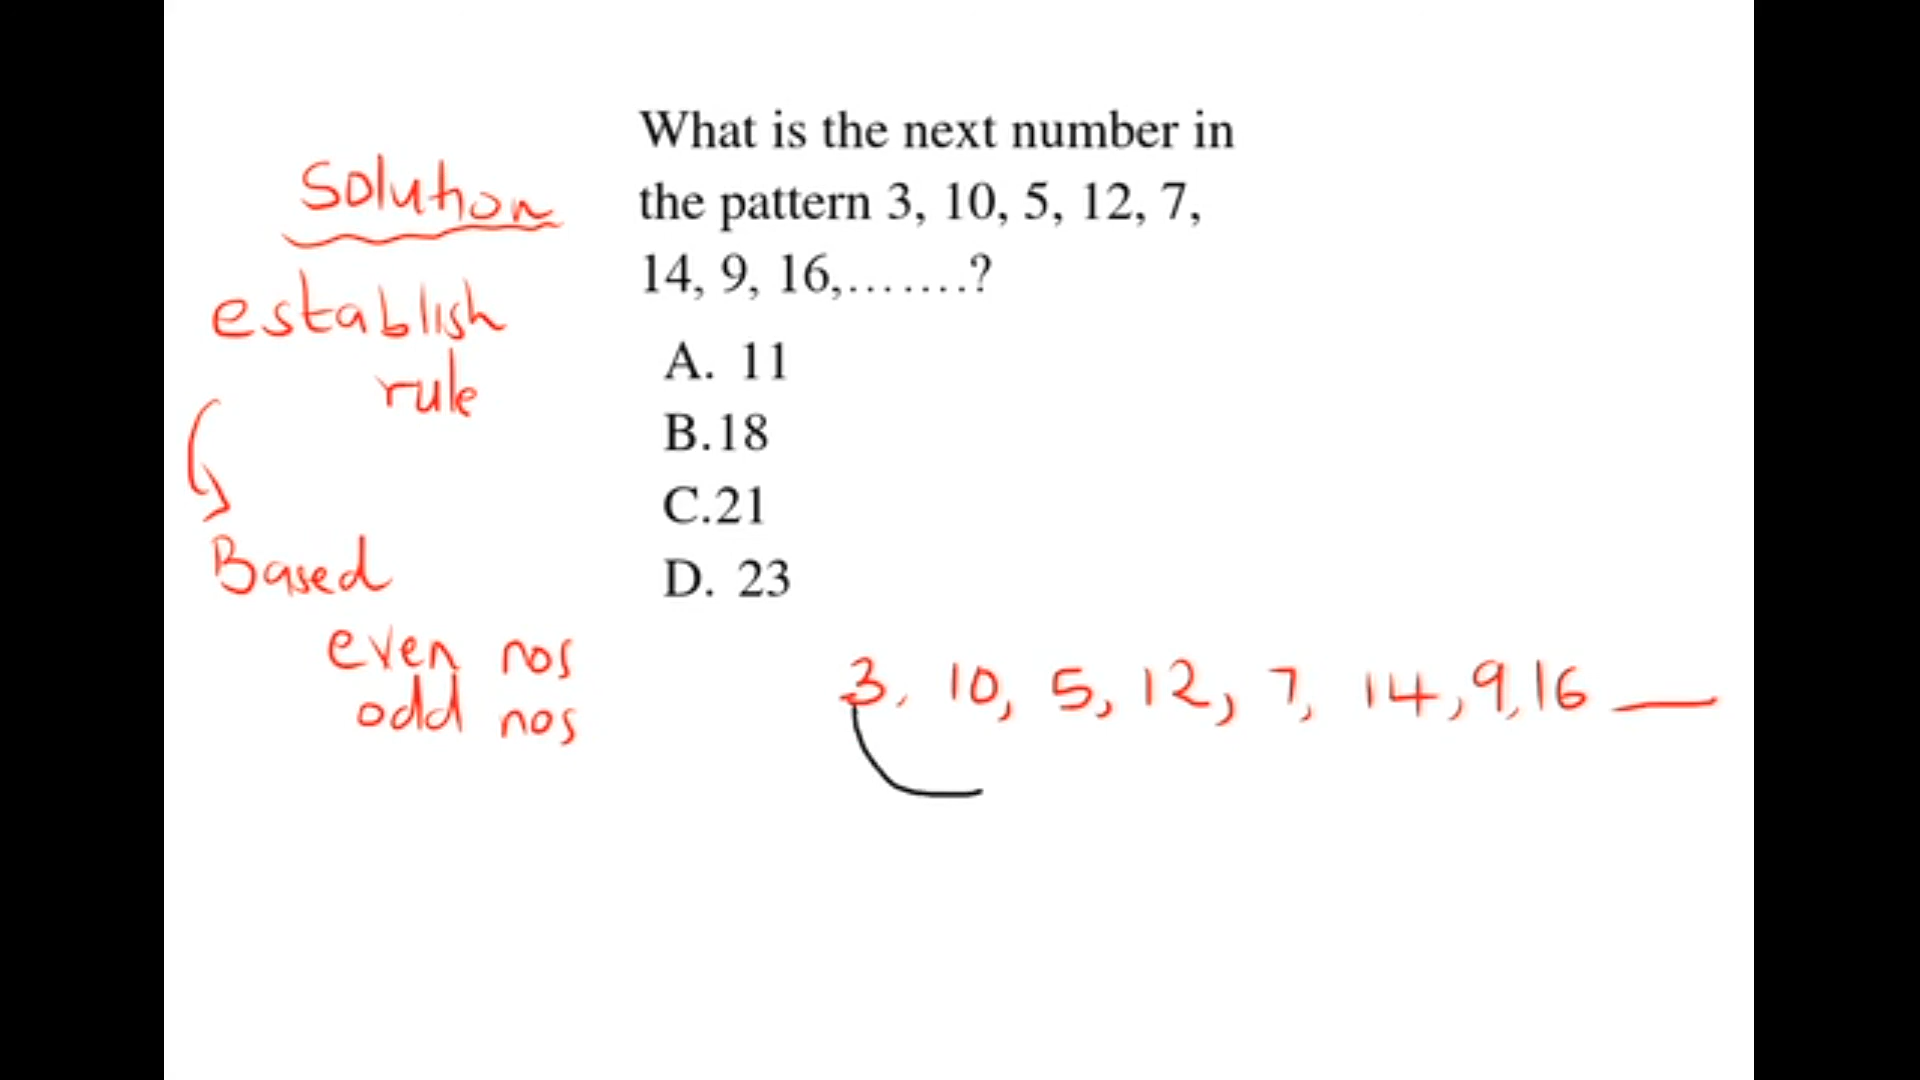 What is the next number in
the pattern 3, 10, 5, 12, 7,
14, 9, 16,.......?
A. 11
B.18
C.21
D. 23
Solution
establish
rule
Based
even nos
odd nos
3, 10, 5, 12, 7, 14, 9, 16 __